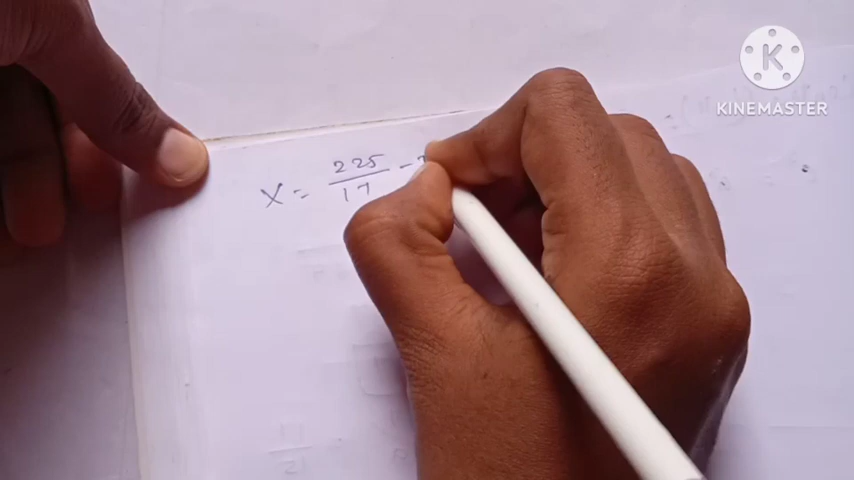 K
KINEMASTER
X = 225/17 -